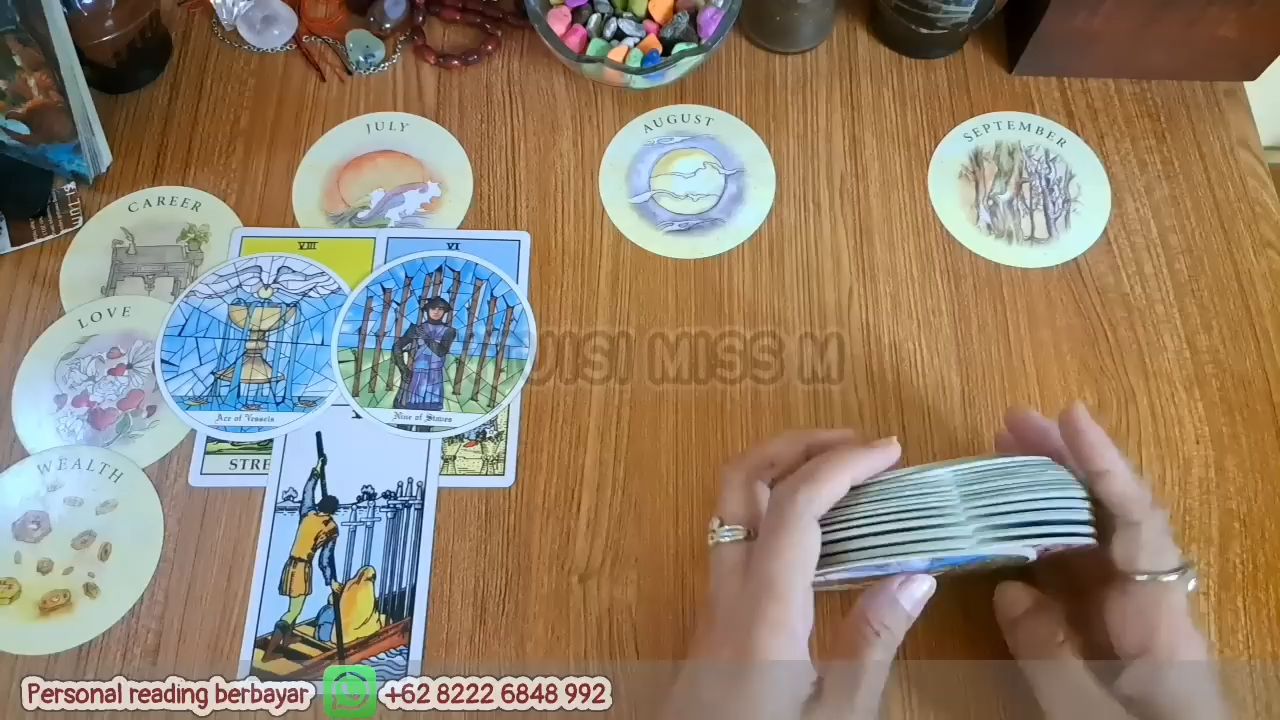 JULY
AUGUST
SEPTEMBER
CAREER
VIII
VI
LOVE
Ace of Vessels
Nine of Staves
MISS M
STRE
WEALTH
Personal reading berbayar +62 8222 6848 992